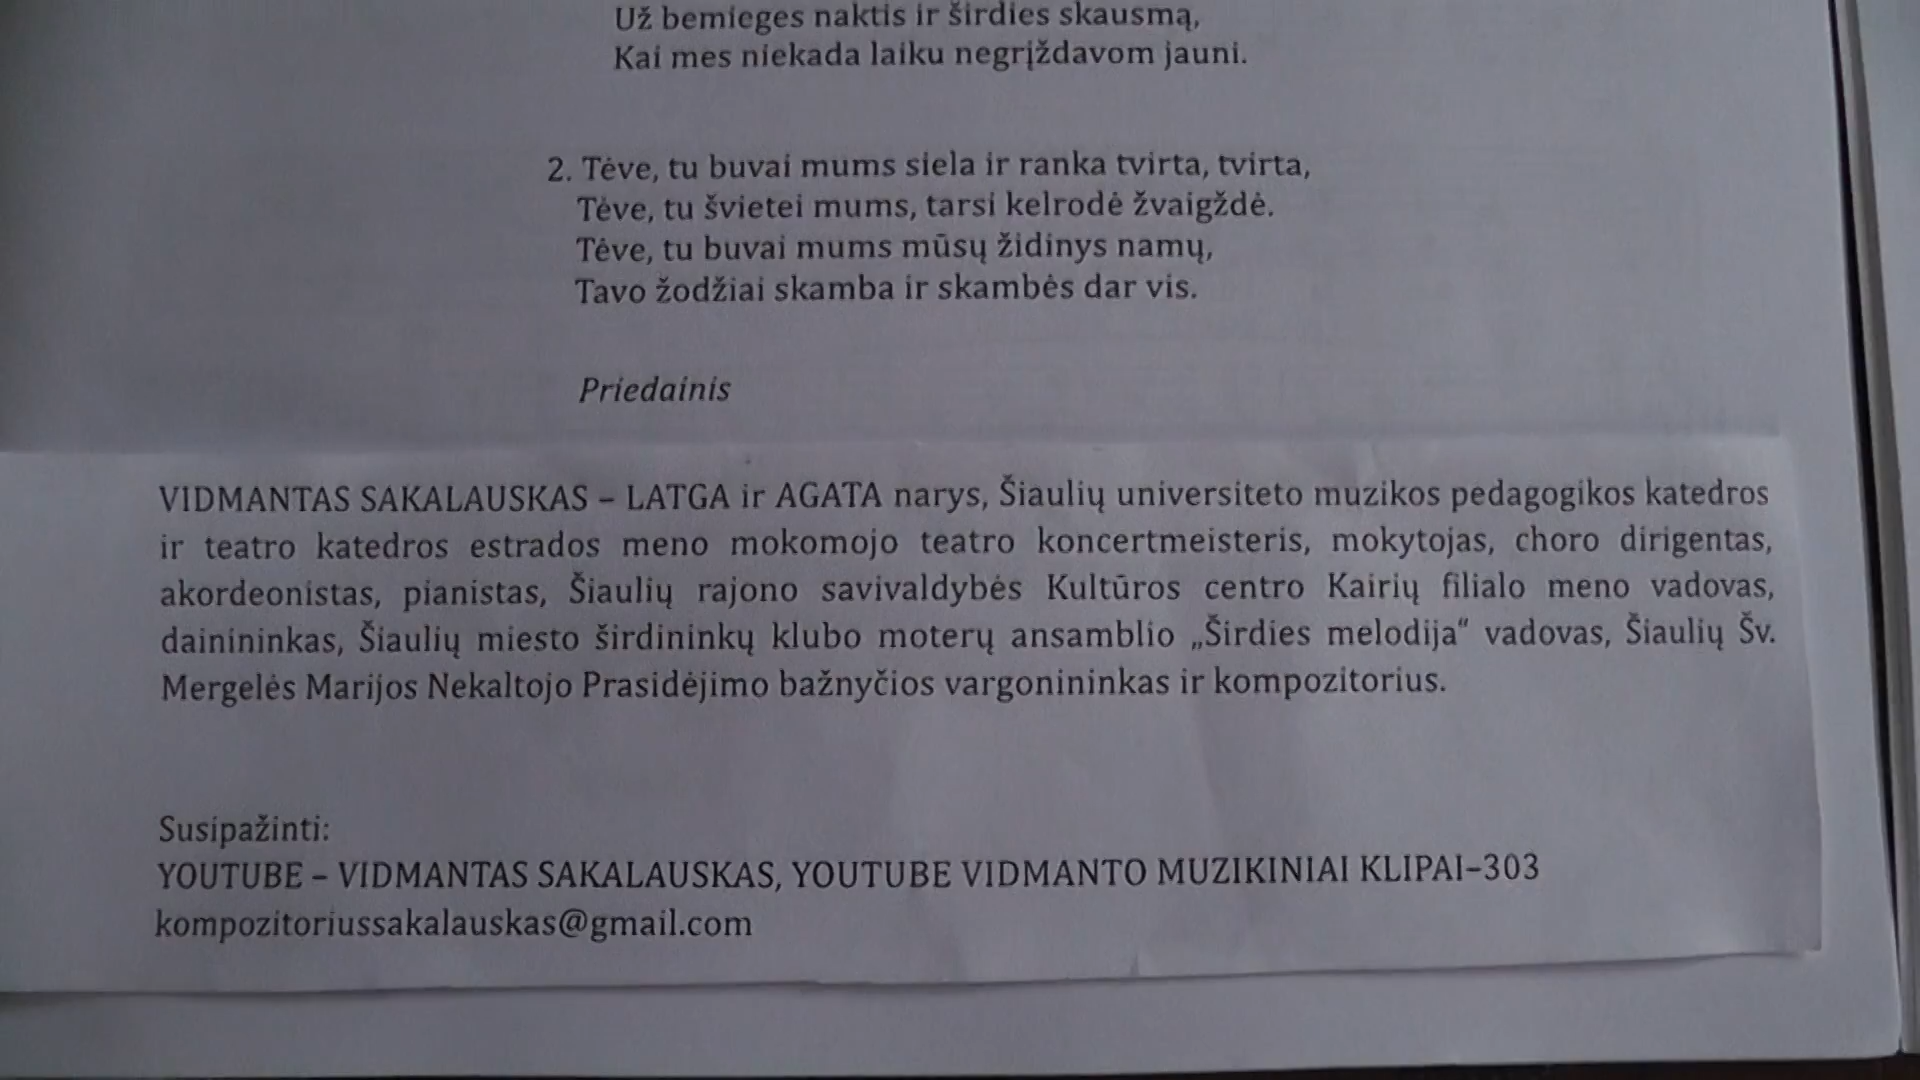 Už bemieges naktis ir širdies skausmą,
Kai mes niekada laiku negrįždavom jauni.
2. Tėve, tu buvai mums siela ir ranka tvirta, tvirta,
Tėve, tu švietei mums, tarsi kelrodė žvaigždė.
Tėve, tu buvai mums mūsų židinys namų,
Tavo žodžiai skamba ir skambės dar vis.
Priedainis
VIDMANTAS SAKALAUSKAS – LATGA ir AGATA narys, Šiaulių universiteto muzikos pedagogikos katedros
ir teatro katedros estrados meno mokomojo teatro koncertmeisteris, mokytojas, choro dirigentas,
akordeonistas, pianistas, Šiaulių rajono savivaldybės Kultūros centro Kairių filialo meno vadovas,
dainininkas, Šiaulių miesto širdininkų klubo moterų ansamblio „Širdies melodija“ vadovas, Šiaulių Šv.
Mergelės Marijos Nekaltojo Prasidėjimo bažnyčios vargonininkas ir kompozitorius.
Susipažinti:
YOUTUBE – VIDMANTAS SAKALAUSKAS, YOUTUBE VIDMANTO MUZIKINIAI KLIPAI–303
kompozitoriussakalauskas@gmail.com